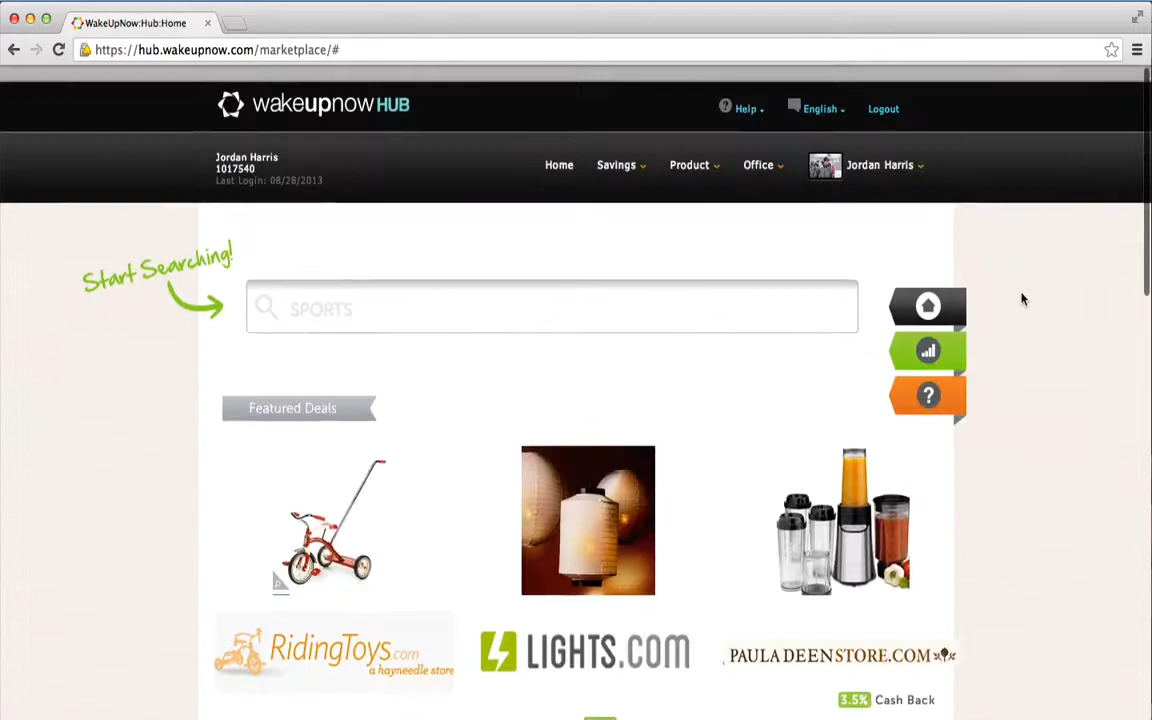 WakeUpNow:Hub:Home
https://hub.wakeupnow.com/marketplace/#
wakeupnow HUB
Help
English
Logout
Jordan Harris
1017540
Last Login: 08/28/2013
Home
Savings
Product
Office
Jordan Harris
Start Searching!
SPORTS
?
Featured Deals
RidingToys.com
a hayneedle store
LIGHTS.COM
PAULA DEENSTORE.COM
3.5% Cash Back